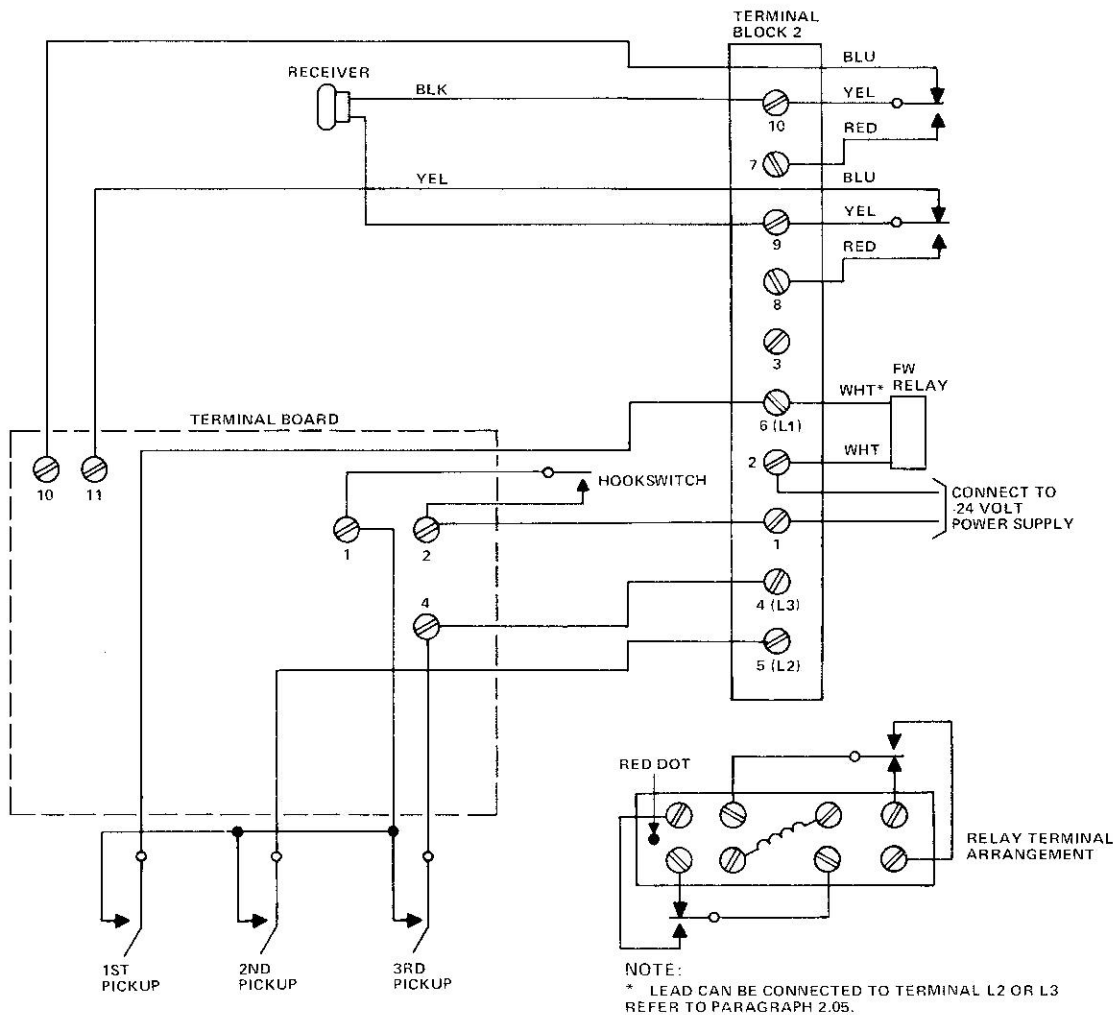 TERMINAL
BLOCK 2
BLU
RECEIVER
BLK
YEL
10
RED
7
YEL
BLU
YEL
9
RED
8
3
FW
RELAY
WHT*
TERMINAL BOARD
6 (L1)
2
WHT
10
11
HOOKSWITCH
CONNECT TO
-24 VOLT
POWER SUPPLY
1
2
1
4
4 (L3)
5 (L2)
RED DOT
RELAY TERMINAL
ARRANGEMENT
1ST
PICKUP
2ND
PICKUP
3RD
PICKUP
NOTE:
* LEAD CAN BE CONNECTED TO TERMINAL L2 OR L3
REFER TO PARAGRAPH 2.05.